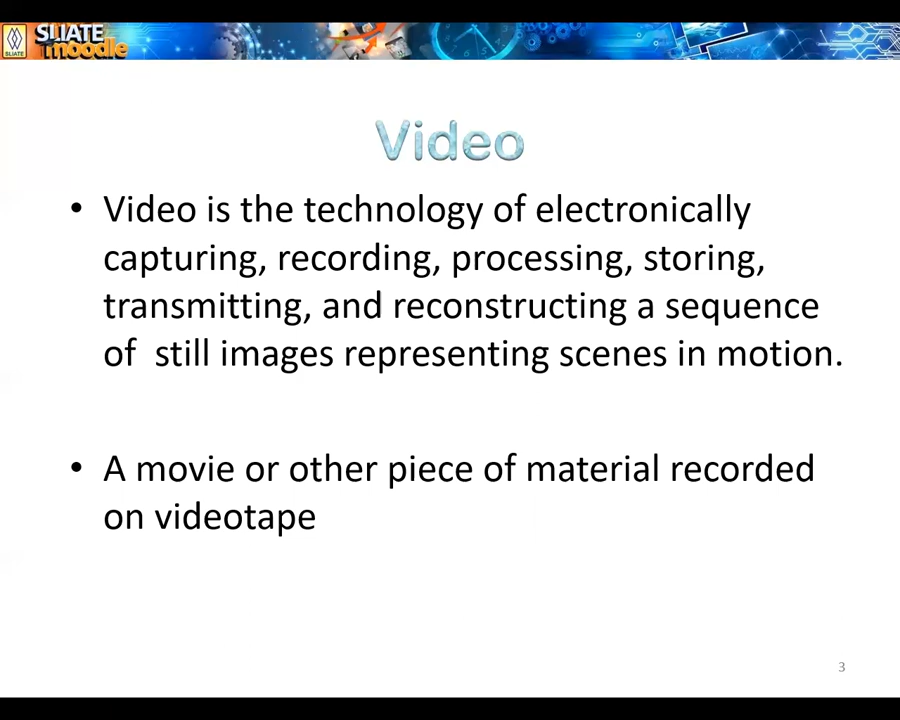 SLIATE
moodle
SLIATE
Video
• Video is the technology of electronically
capturing, recording, processing, storing,
transmitting, and reconstructing a sequence
of  still images representing scenes in motion.
• A movie or other piece of material recorded
on videotape
3